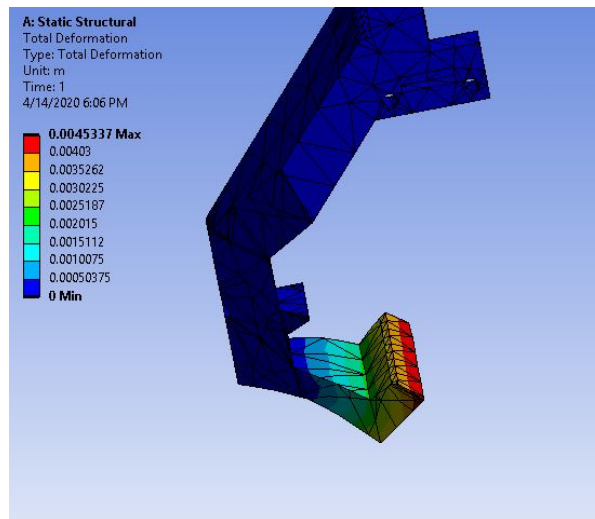 A: Static Structural
Total Deformation
Type: Total Deformation
Unit: m
Time: 1
4/14/2020 6:06 PM
0.0045337 Max
0.00403
0.0035262
0.0030225
0.0025187
0.002015
0.0015112
0.0010075
0.00050375
0 Min